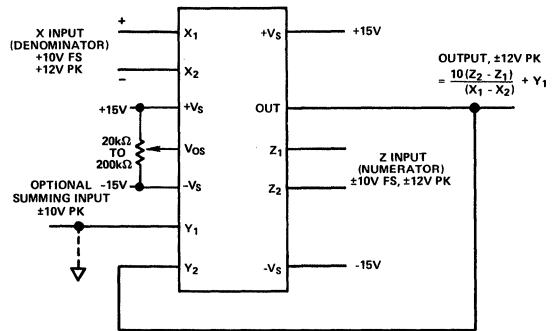 X INPUT
(DENOMINATOR)
+10V FS
+12V PK
+
−
X1
X2
+VS
VOS
−VS
Y1
Y2
+15V
20kΩ
TO
200kΩ
-15V
OPTIONAL
SUMMING INPUT
±10V PK
+VS
OUT
Z1
Z2
-VS
+15V
OUTPUT, ±12V PK
= 10(Z2 - Z1)
(X1 - X2) + Y1
Z INPUT
(NUMERATOR)
±10V FS, ±12V PK
-15V